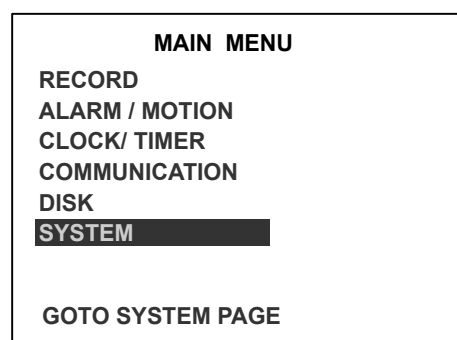 MAIN MENU
RECORD
ALARM / MOTION
CLOCK/ TIMER
COMMUNICATION
DISK
SYSTEM
GOTO SYSTEM PAGE